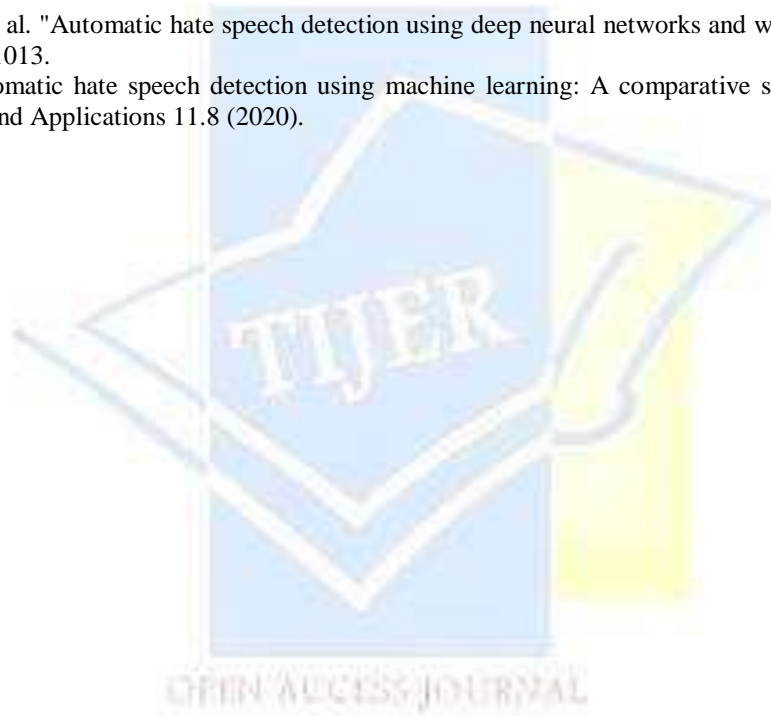 al. "Automatic hate speech detection using deep neural networks and w
1013.
omatic hate speech detection using machine learning: A comparative s
nd Applications 11.8 (2020).
TIJER
OPEN ACCESS JOURNAL